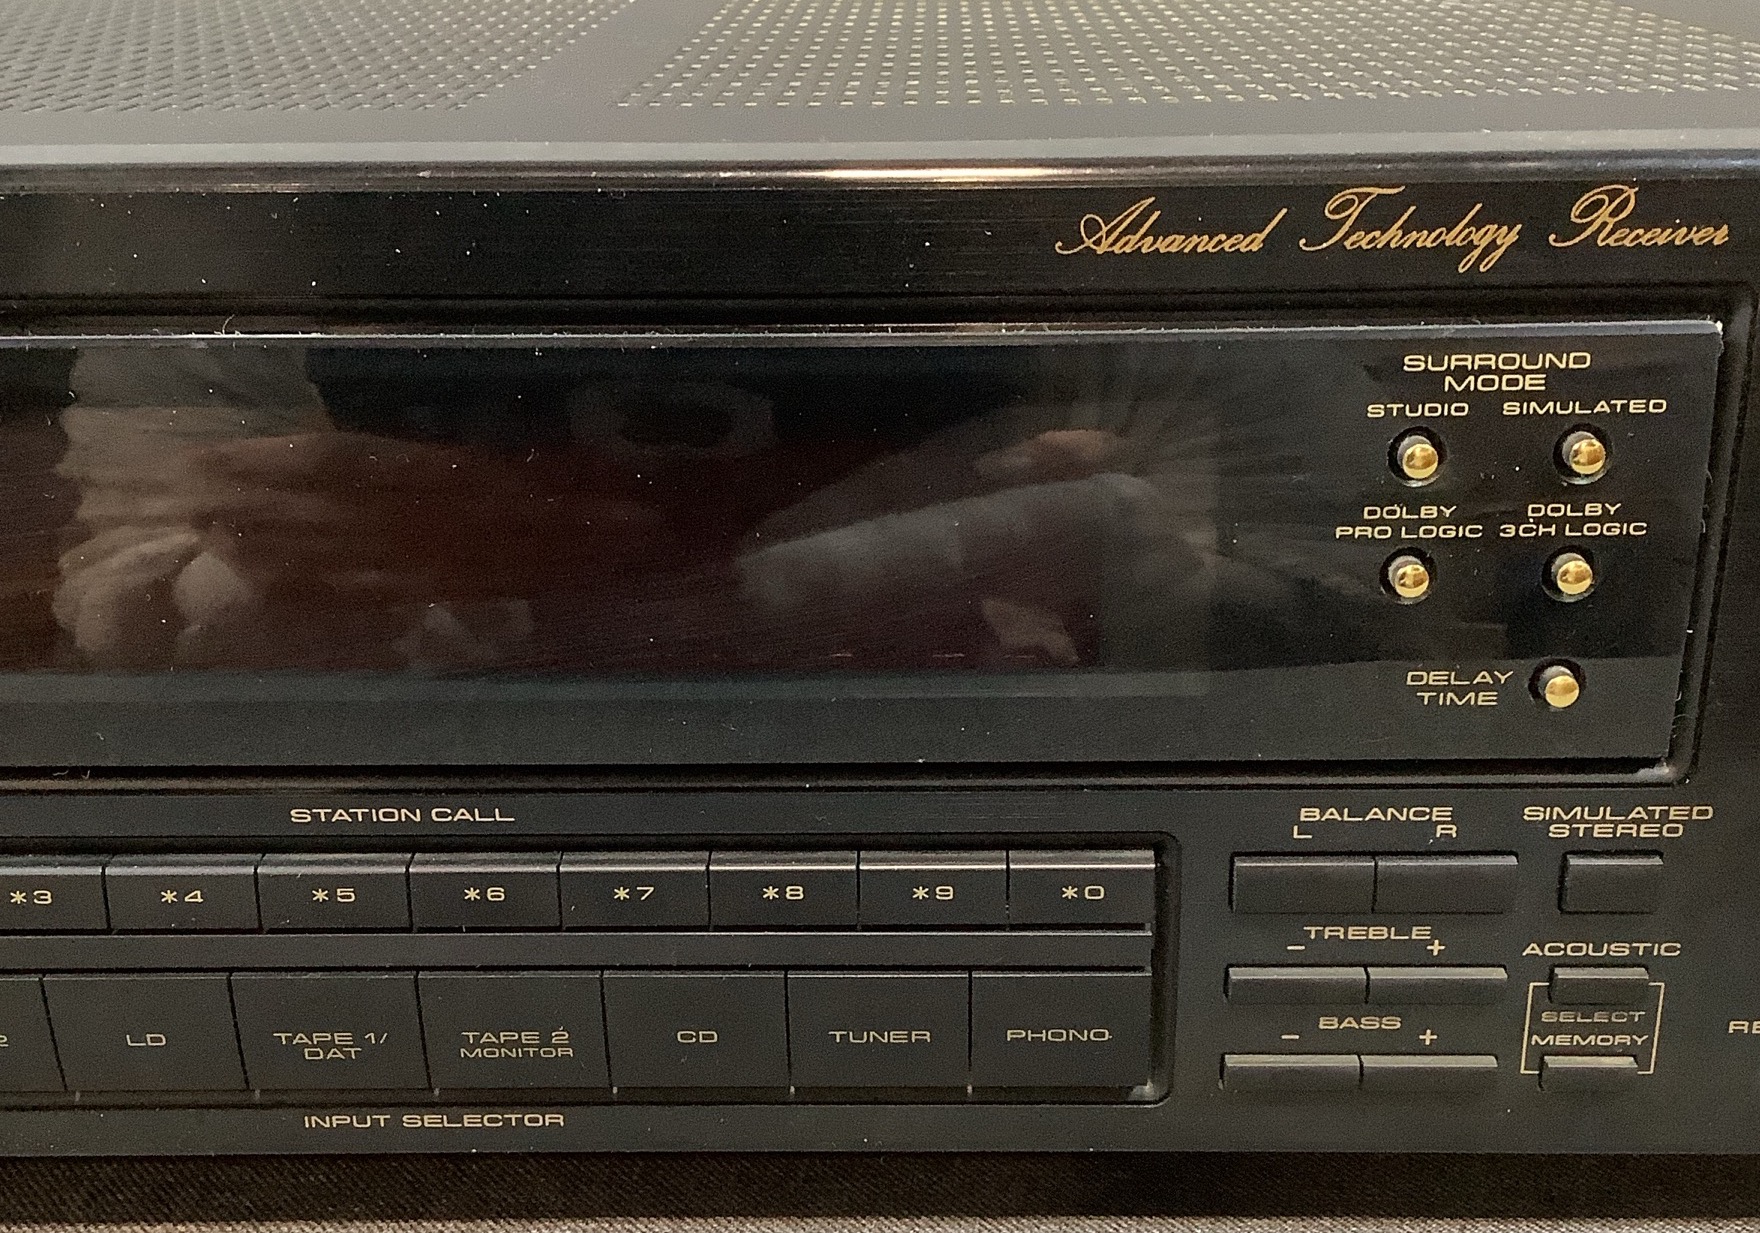 Advanced Technology Receiver
SURROUND
MODE
STUDIO SIMULATED
DOLBY
PRO LOGIC
DOLBY
3CH LOGIC
DELAY
TIME
STATION CALL
*3 *4 *5 *6 *7 *8 *9 *0
BALANCE
L R
SIMULATED
STEREO
TREBLE
- +
ACOUSTIC
BASS
- +
SELECT
MEMORY
LD
TAPE 1/
DAT
TAPE 2
MONITOR
CD
TUNER
PHONO
INPUT SELECTOR